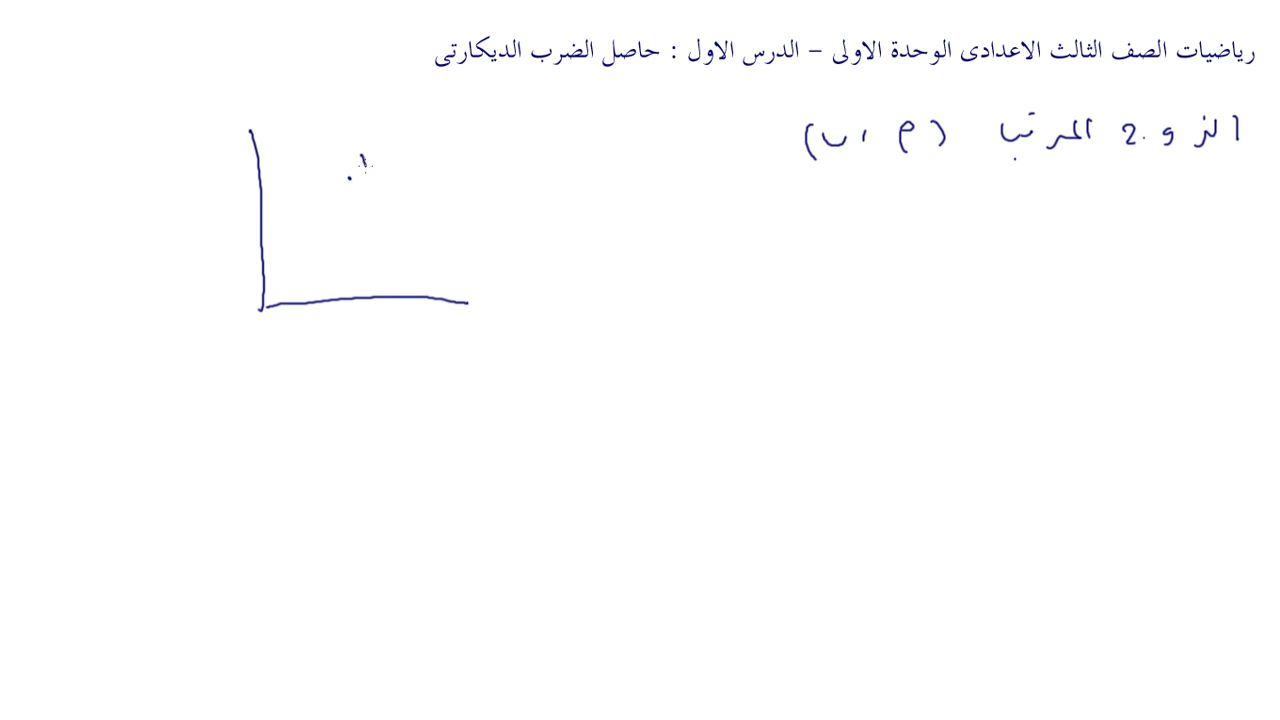 رياضيات الصف الثالث الاعدادى الوحدة الاولى – الدرس الاول : حاصل الضرب الديكارتى
الزوج المرتب (م ، ب)